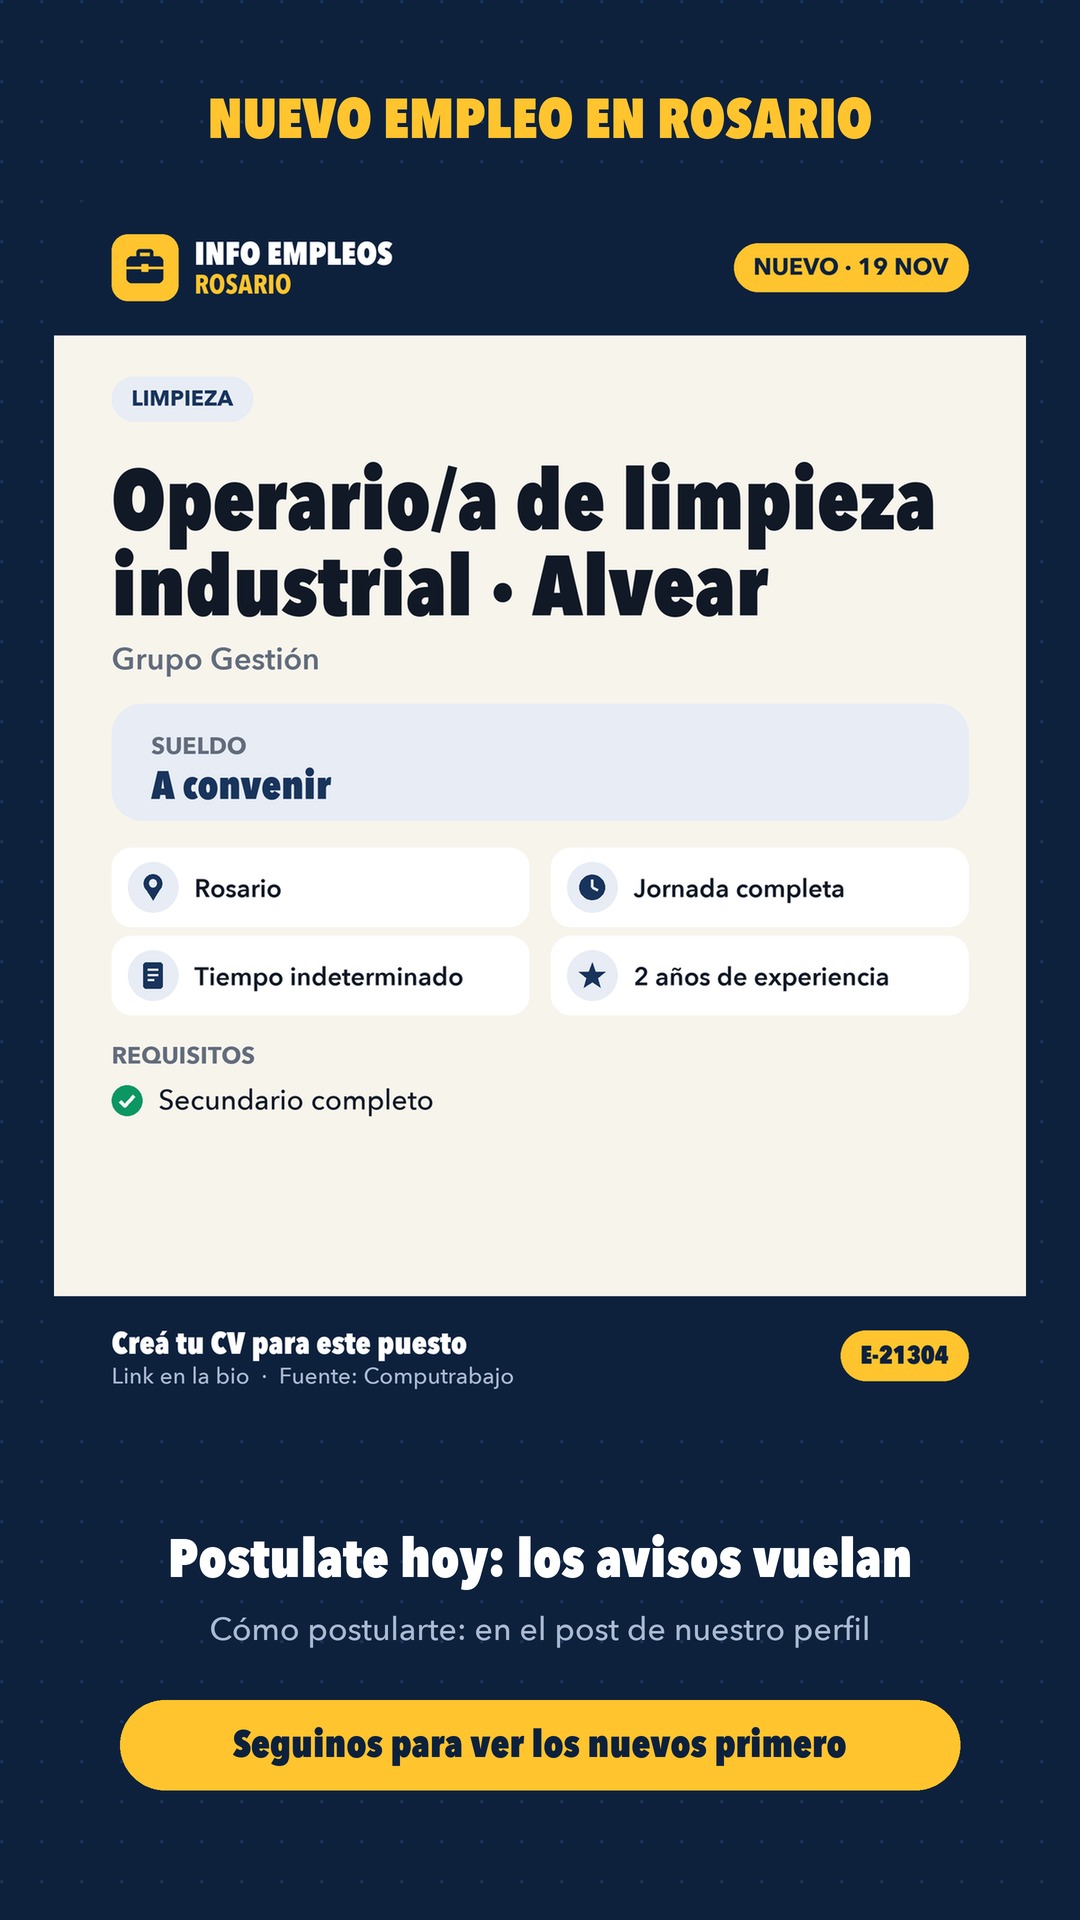 NUEVO EMPLEO EN ROSARIO
INFO EMPLEOS
ROSARIO
NUEVO · 19 NOV
LIMPIEZA
Operario/a de limpieza
industrial · Alvear
Grupo Gestión
SUELDO
A convenir
Rosario
Jornada completa
Tiempo indeterminado
2 años de experiencia
REQUISITOS
Secundario completo
Creá tu CV para este puesto
Link en la bio · Fuente: Computrabajo
E-21304
Postulate hoy: los avisos vuelan
Cómo postularte: en el post de nuestro perfil
Seguinos para ver los nuevos primero